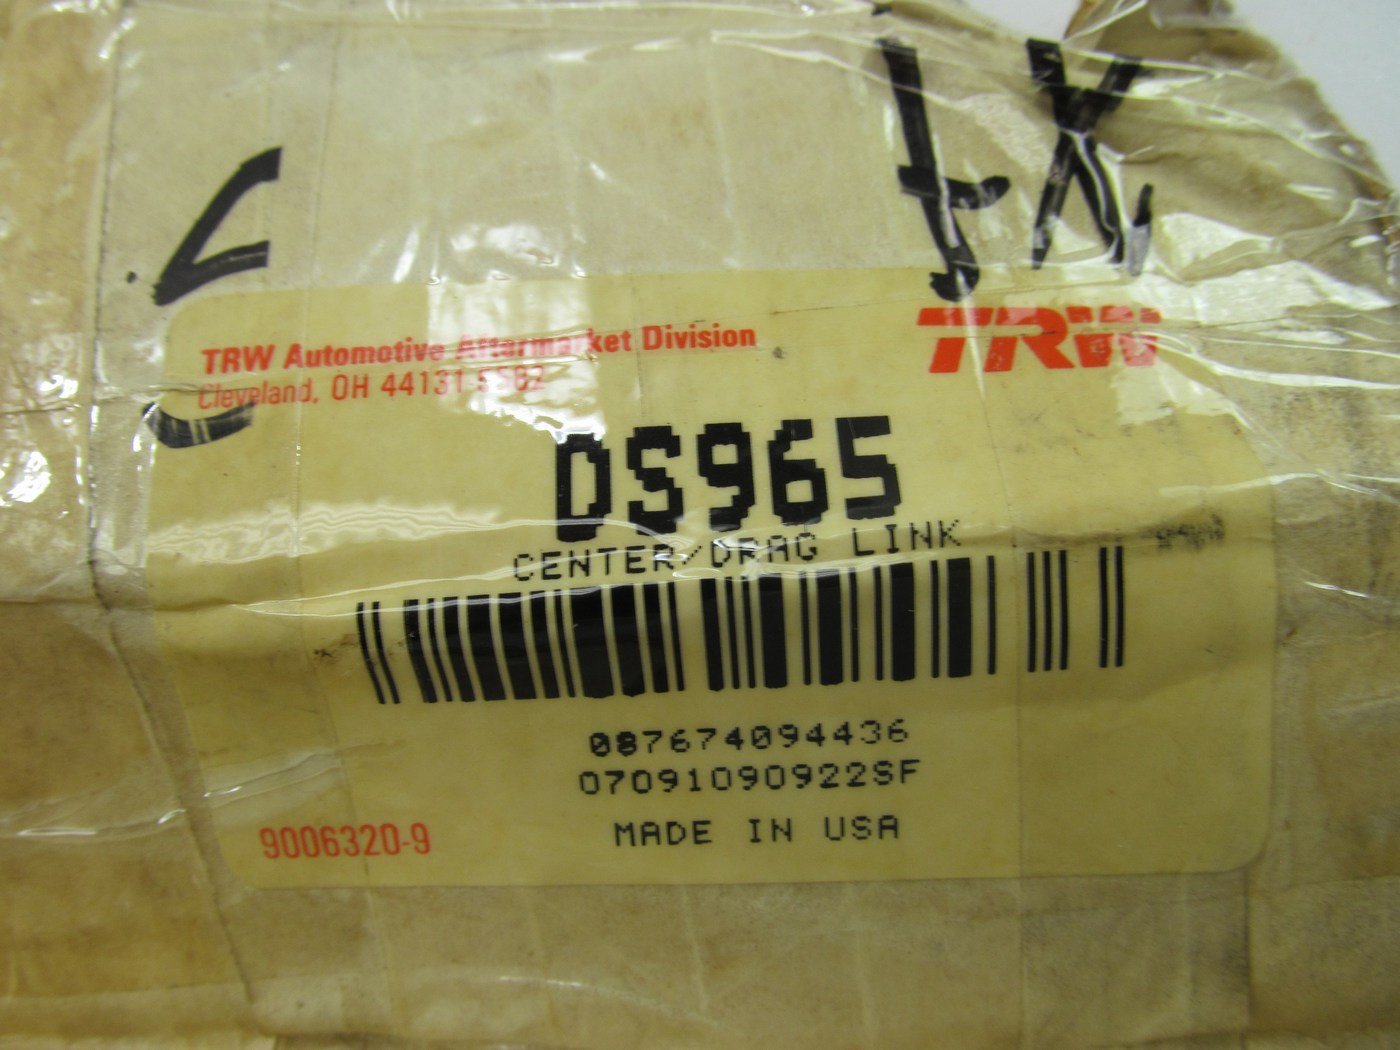 TRW Automotive Aftermarket Division
Cleveland, OH 44131-5582
TRW
DS965
CENTER/DRAG LINK
087674094436
07091090922SF
MADE IN USA
9006320-9